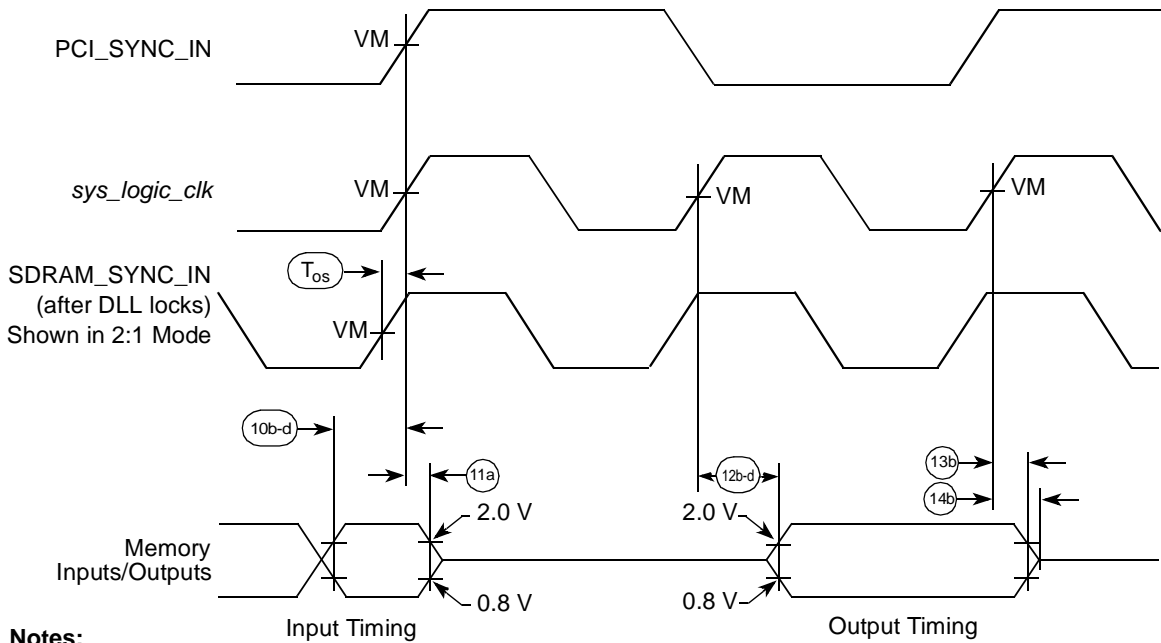 PCI_SYNC_IN
VM
sys_logic_clk
VM
VM
VM
SDRAM_SYNC_IN
(after DLL locks)
Shown in 2:1 Mode
Tos
VM
10b-d
11a
12b-d
13b
14b
Memory
Inputs/Outputs
2.0 V
0.8 V
2.0 V
0.8 V
Input Timing
Output Timing
Notes: